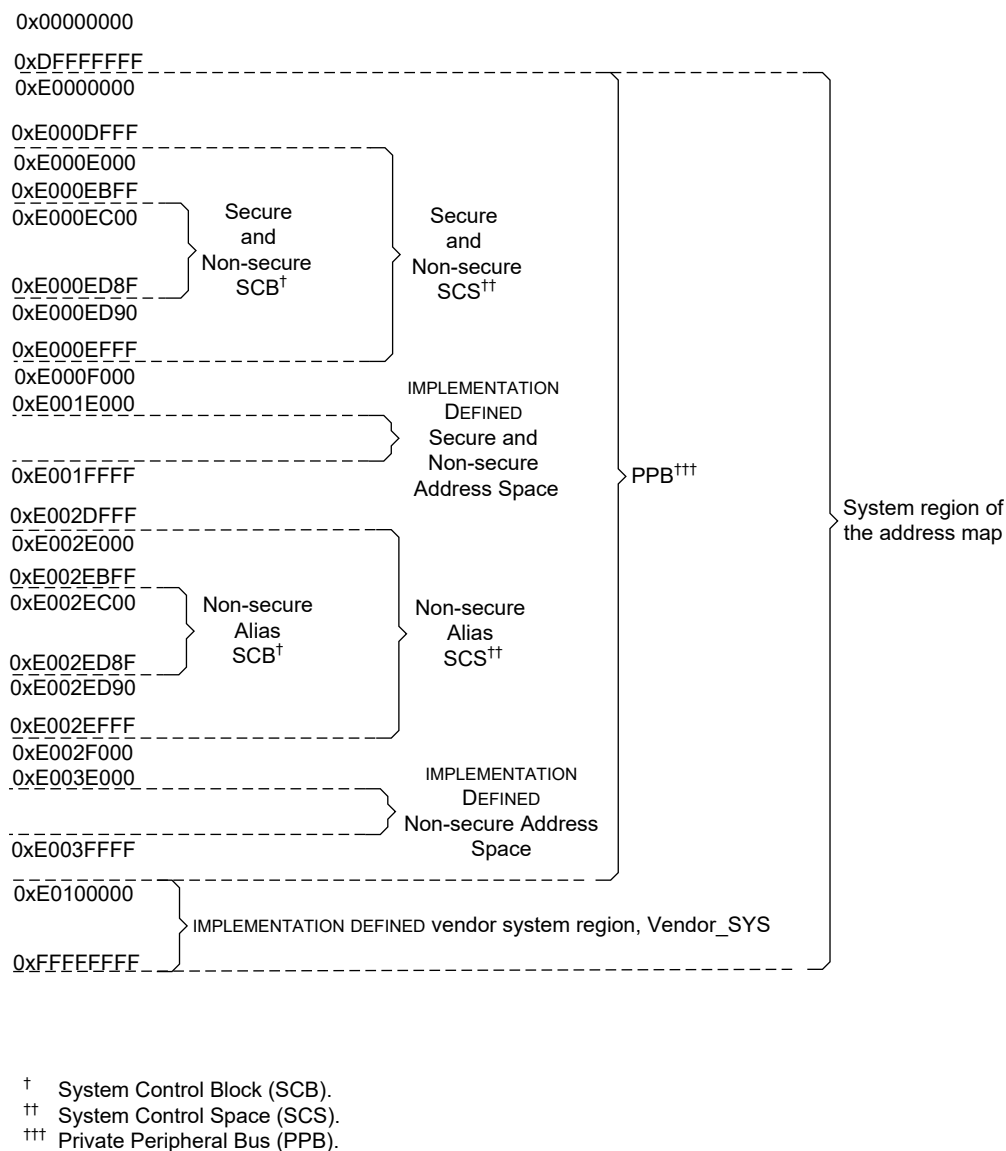 0x00000000
0xDFFFFFFF
0xE0000000
0xE000DFFF
0xE000E000
0xE000EBFF
0xE000EC00
Secure
and
Non-secure
SCB†
Secure
and
Non-secure
SCS††
0xE000ED8F
0xE000ED90
0xE000EFFF
0xE000F000
0xE001E000
IMPLEMENTATION
DEFINED
Secure and
Non-secure
Address Space
0xE001FFFF
PPB†††
System region of
the address map
0xE002DFFF
0xE002E000
0xE002EBFF
0xE002EC00
Non-secure
Alias
SCB†
Non-secure
Alias
SCS††
0xE002ED8F
0xE002ED90
0xE002EFFF
0xE002F000
0xE003E000
IMPLEMENTATION
DEFINED
Non-secure Address
Space
0xE003FFFF
0xE0100000
IMPLEMENTATION DEFINED vendor system region, Vendor_SYS
0xFFFFFFFF
† System Control Block (SCB).
†† System Control Space (SCS).
††† Private Peripheral Bus (PPB).